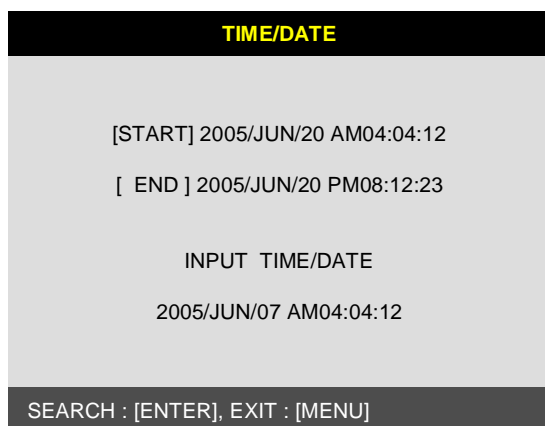 TIME/DATE
[START] 2005/JUN/20 AM04:04:12
[ END ] 2005/JUN/20 PM08:12:23
INPUT TIME/DATE
2005/JUN/07 AM04:04:12
SEARCH : [ENTER], EXIT : [MENU]